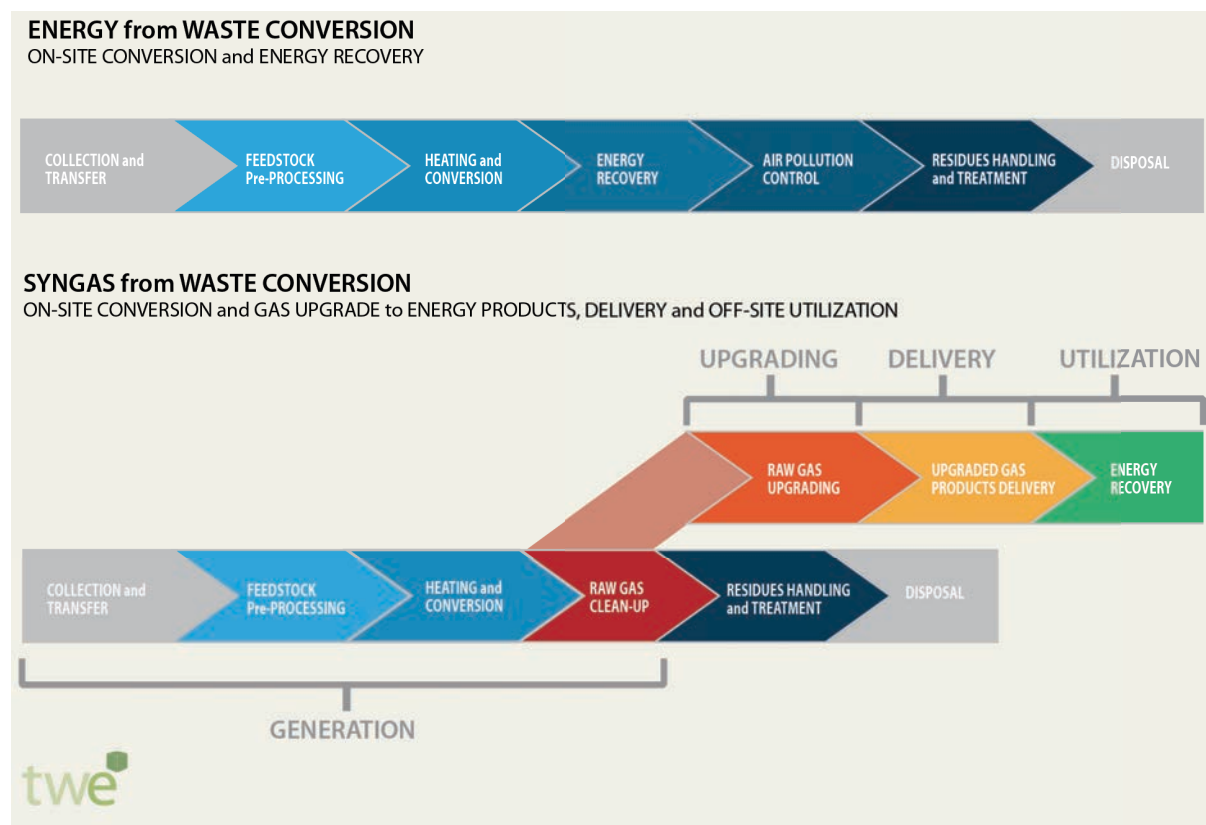 ENERGY from WASTE CONVERSION
ON-SITE CONVERSION and ENERGY RECOVERY
COLLECTION and
TRANSFER
FEEDSTOCK
Pre-PROCESSING
HEATING and
CONVERSION
ENERGY
RECOVERY
AIR POLLUTION
CONTROL
RESIDUES HANDLING
and TREATMENT
DISPOSAL
SYNGAS from WASTE CONVERSION
ON-SITE CONVERSION and GAS UPGRADE to ENERGY PRODUCTS, DELIVERY and OFF-SITE UTILIZATION
UPGRADING
DELIVERY
UTILIZATION
RAW GAS
UPGRADING
UPGRADED GAS
PRODUCTS DELIVERY
ENERGY
RECOVERY
COLLECTION and
TRANSFER
FEEDSTOCK
Pre-PROCESSING
HEATING and
CONVERSION
RAW GAS
CLEAN-UP
RESIDUES HANDLING
and TREATMENT
DISPOSAL
GENERATION
twe